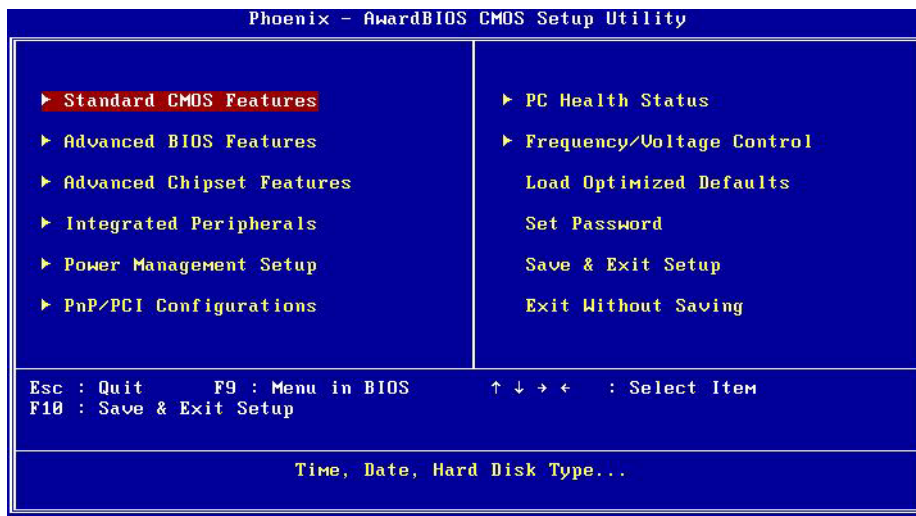 Phoenix - AwardBIOS CMOS Setup Utility
▶ Standard CMOS Features
▶ Advanced BIOS Features
▶ Advanced Chipset Features
▶ Integrated Peripherals
▶ Power Management Setup
▶ PnP/PCI Configurations
▶ PC Health Status
▶ Frequency/Voltage Control
Load Optimized Defaults
Set Password
Save & Exit Setup
Exit Without Saving
Esc : Quit F9 : Menu in BIOS ↑ ↓ → ← : Select Item
F10 : Save & Exit Setup
Time, Date, Hard Disk Type...